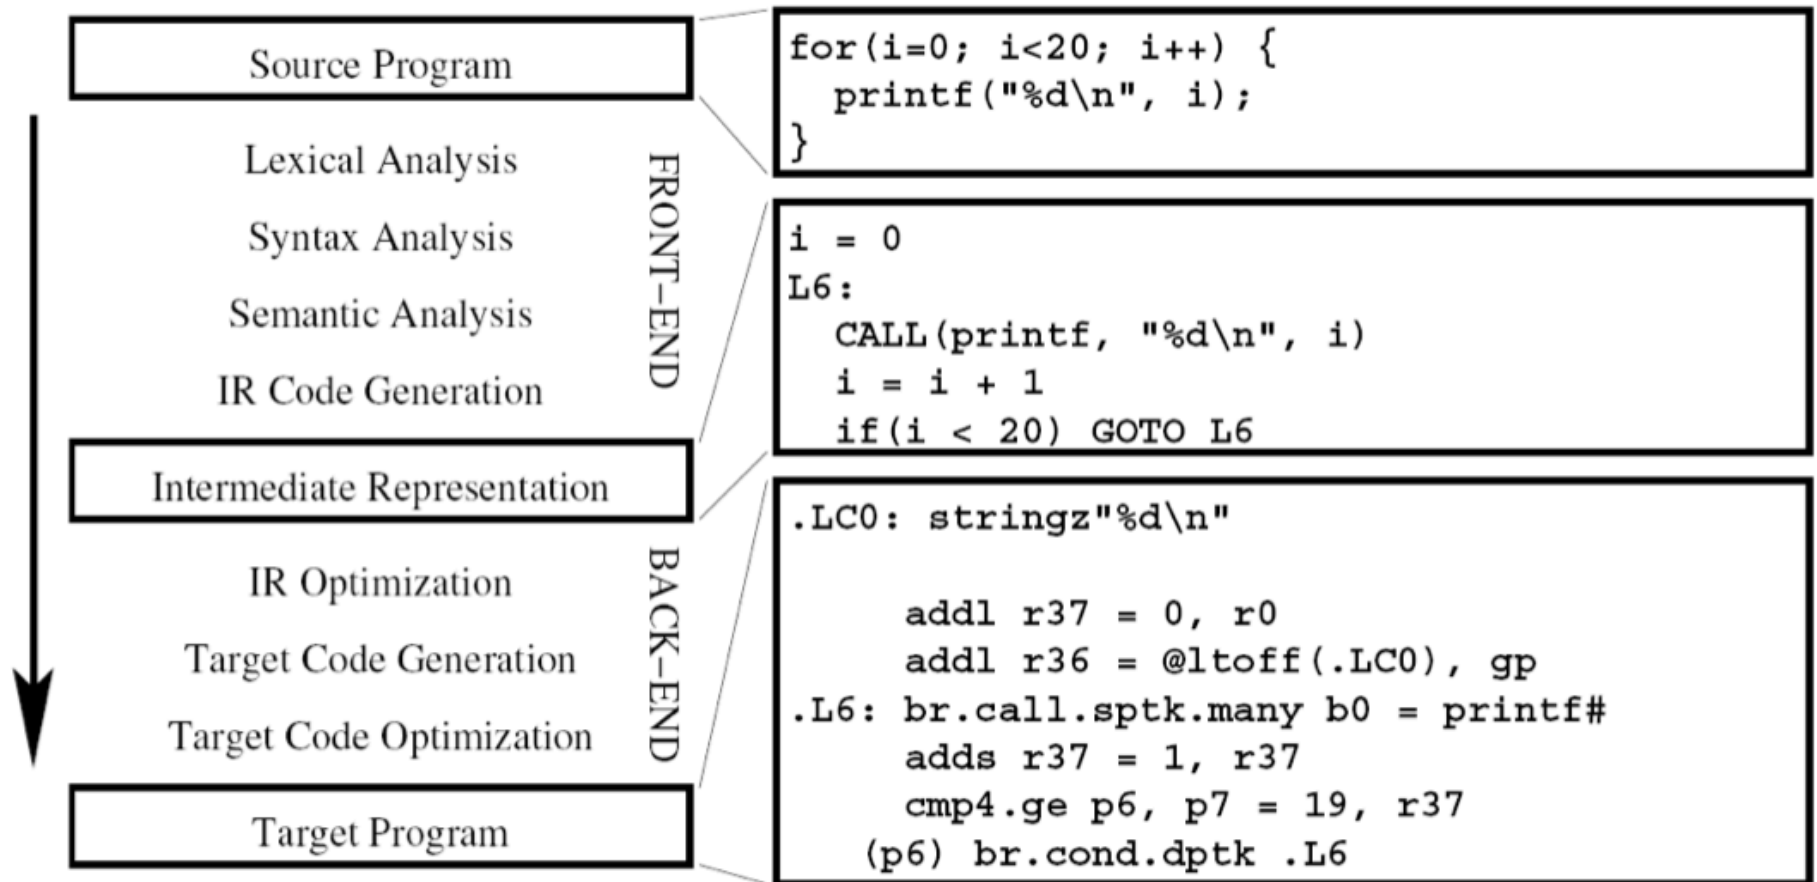 Source Program
Lexical Analysis
Syntax Analysis
Semantic Analysis
IR Code Generation
FRONT-END
Intermediate Representation
IR Optimization
Target Code Generation
Target Code Optimization
BACK-END
Target Program
for(i=0; i<20; i++) {
  printf("%d\n", i);
}
i = 0
L6:
  CALL(printf, "%d\n", i)
  i = i + 1
  if(i < 20) GOTO L6
.LC0: stringz"%d\n"
     addl r37 = 0, r0
     addl r36 = @ltoff(.LC0), gp
.L6: br.call.sptk.many b0 = printf#
     adds r37 = 1, r37
     cmp4.ge p6, p7 = 19, r37
   (p6) br.cond.dptk .L6